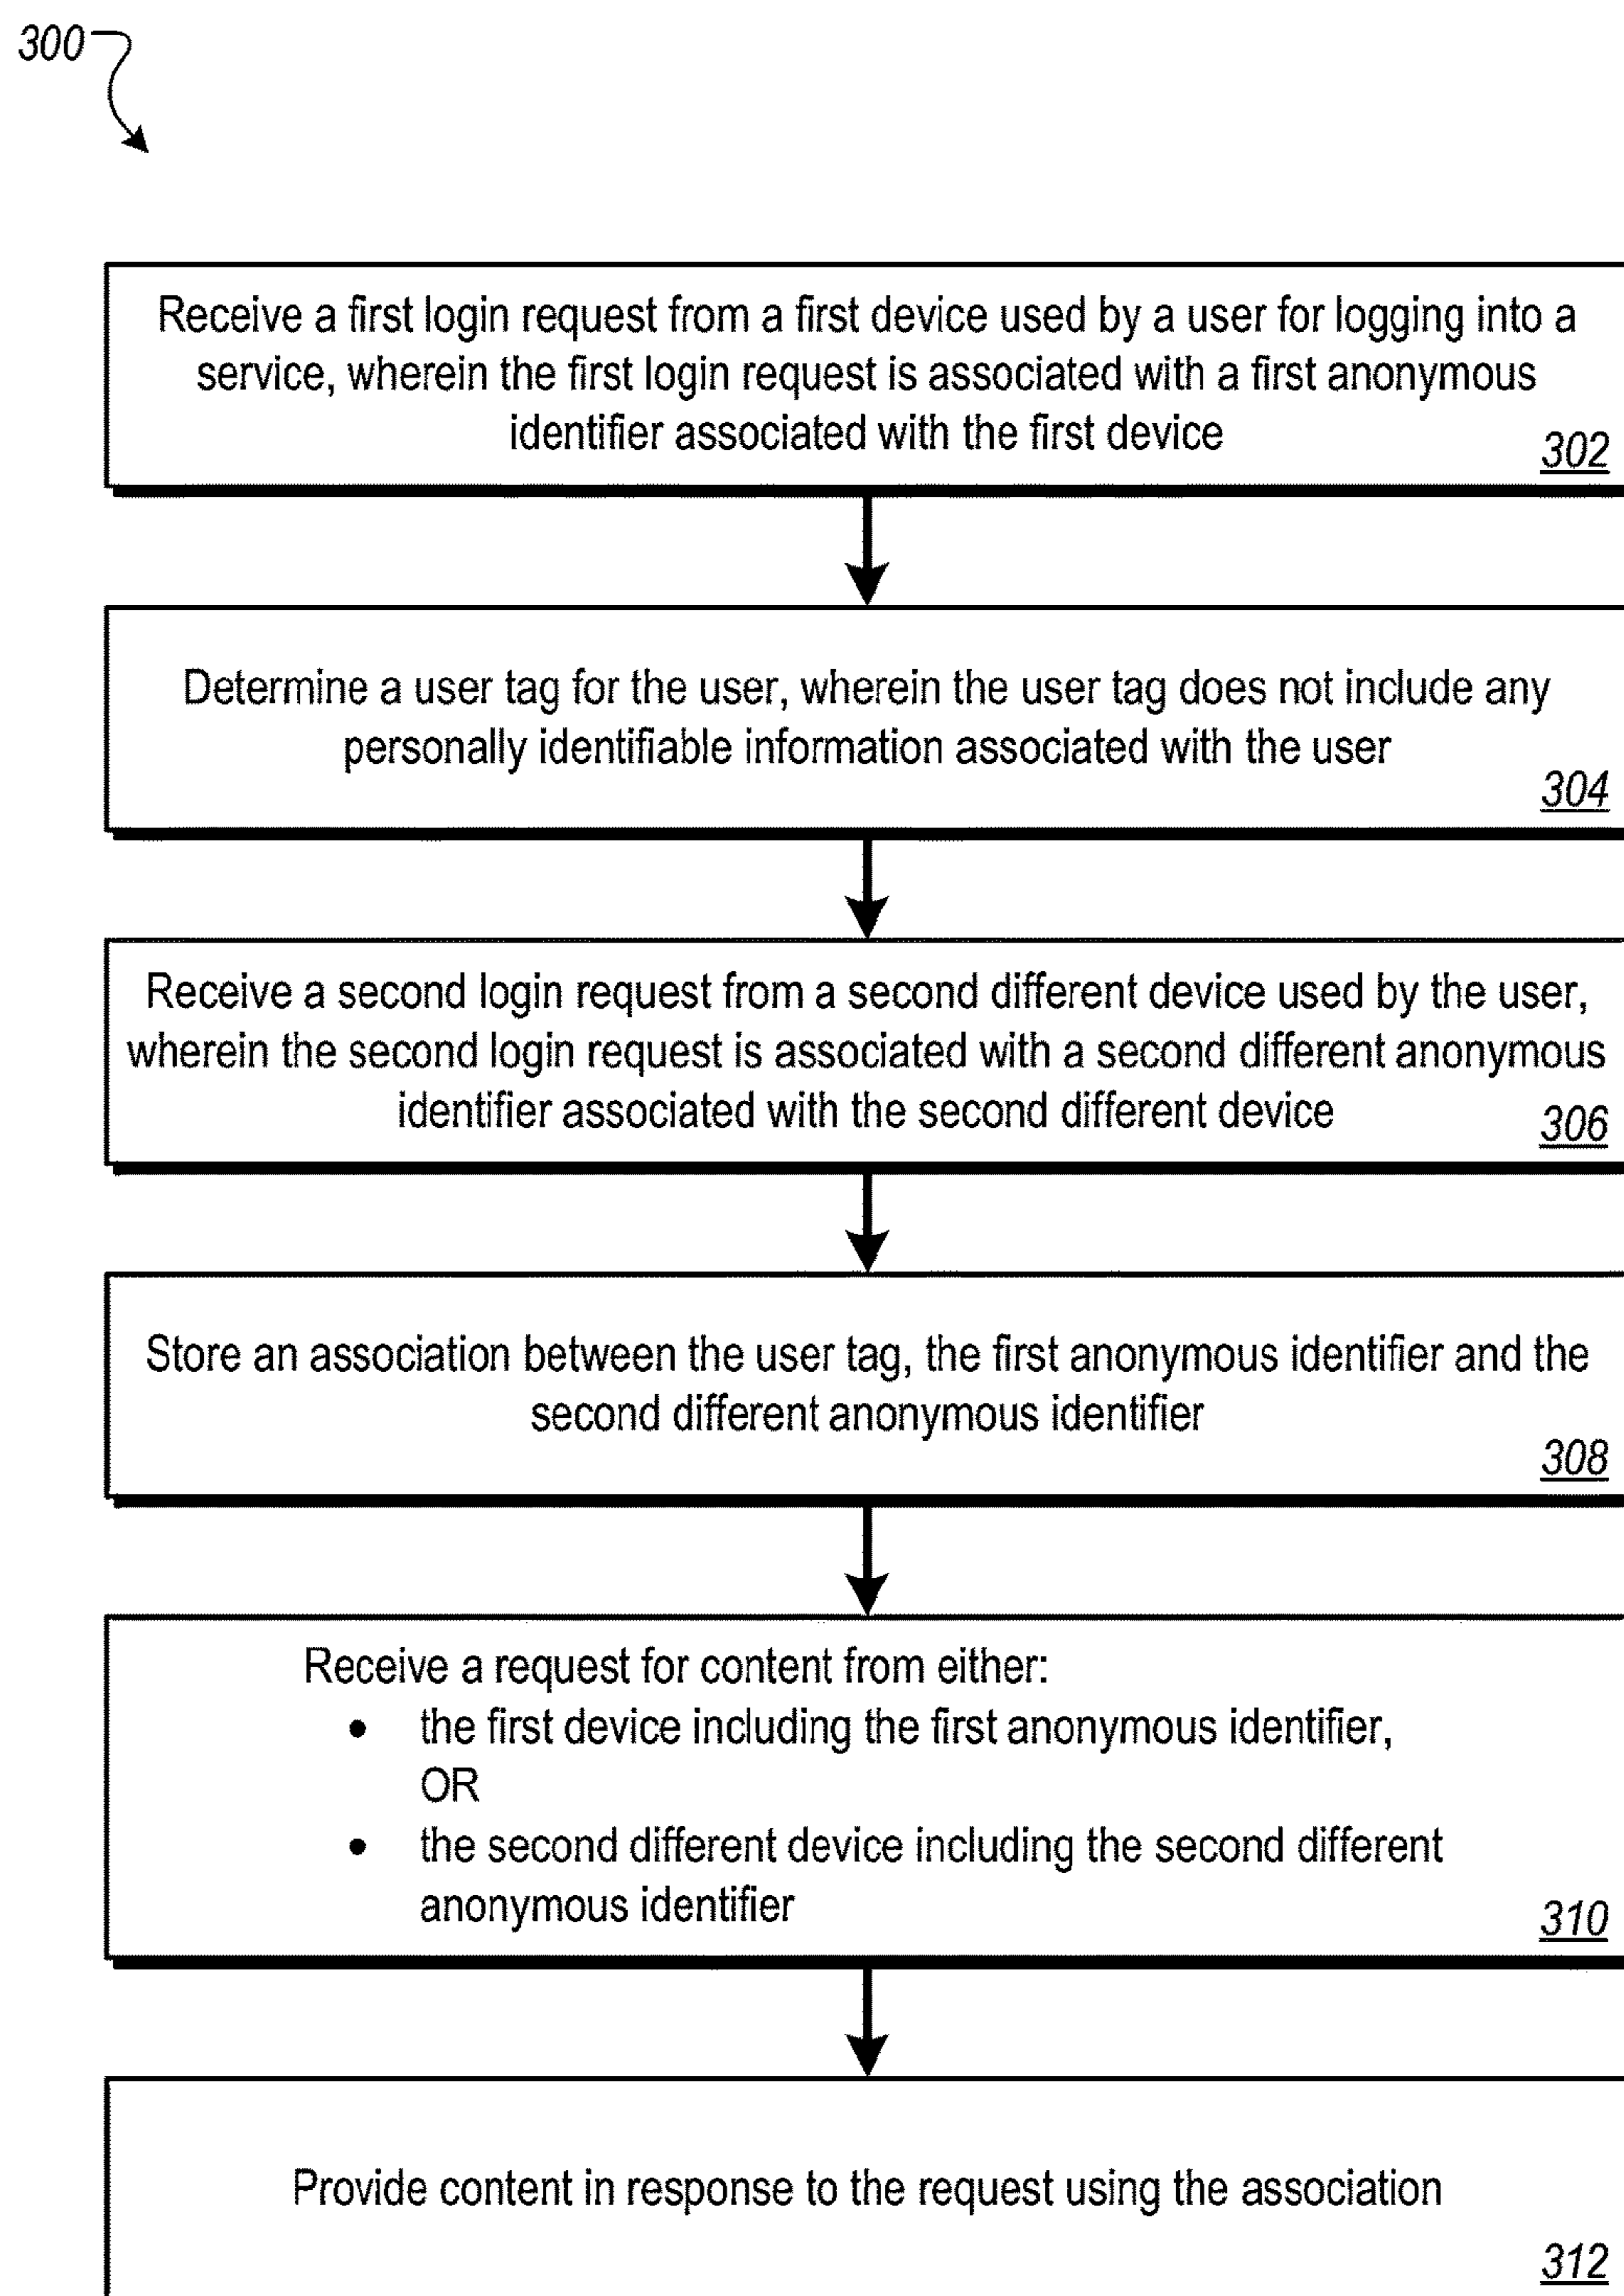 300
Receive a first login request from a first device used by a user for logging into a
service, wherein the first login request is associated with a first anonymous
identifier associated with the first device
302
Determine a user tag for the user, wherein the user tag does not include any
personally identifiable information associated with the user
304
Receive a second login request from a second different device used by the user,
wherein the second login request is associated with a second different anonymous
identifier associated with the second different device
306
Store an association between the user tag, the first anonymous identifier and the
second different anonymous identifier
308
Receive a request for content from either:
• the first device including the first anonymous identifier,
OR
• the second different device including the second different
anonymous identifier
310
Provide content in response to the request using the association
312